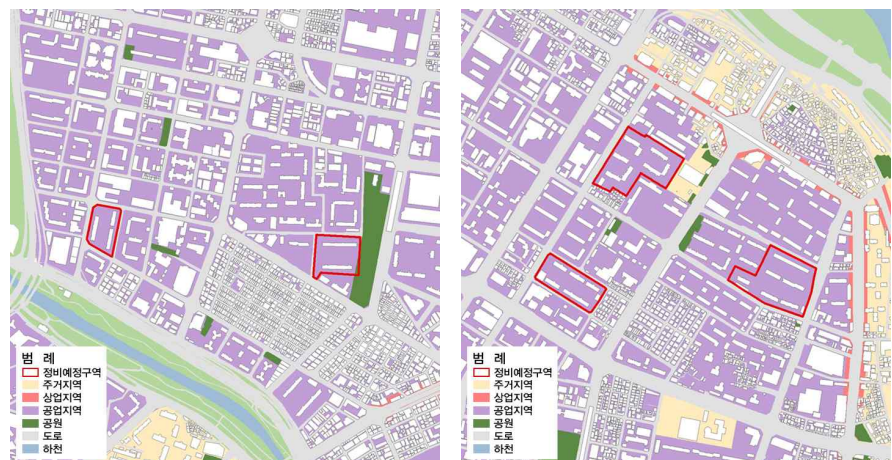 범 례
정비예정구역
주거지역
상업지역
공업지역
공원
도로
하천
범 례
정비예정구역
주거지역
상업지역
공업지역
공원
도로
하천